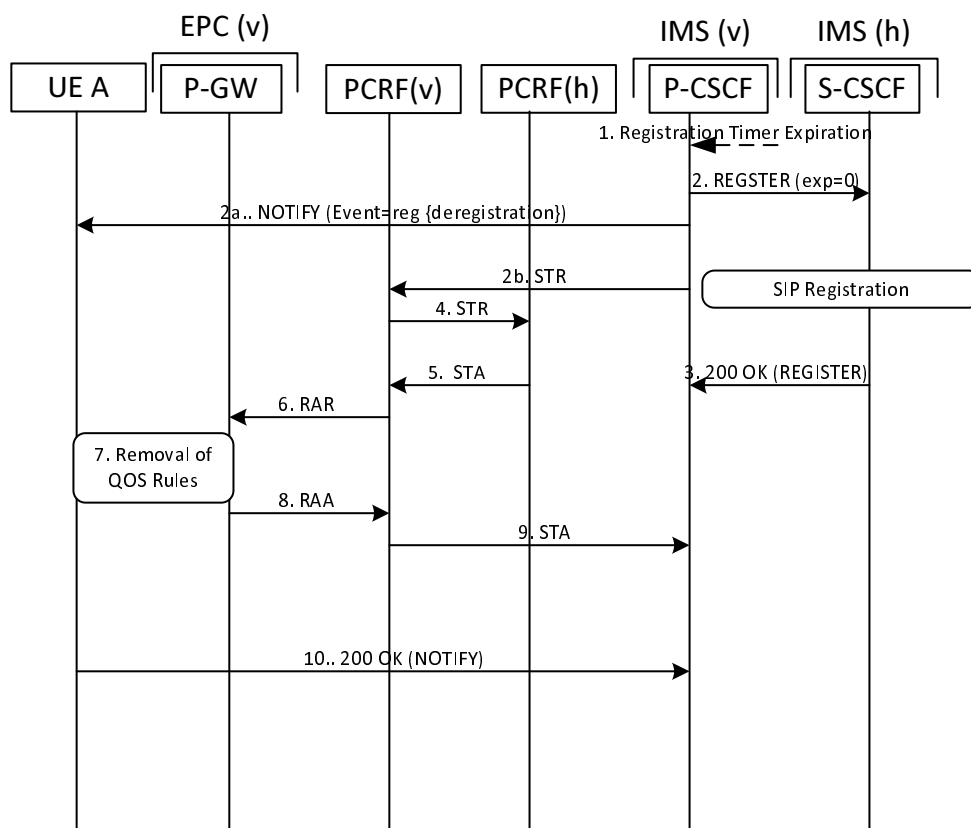 EPC (v)
IMS (v)
IMS (h)
UE A
P-GW
PCRF(v)
PCRF(h)
P-CSCF
S-CSCF
1. Registration Timer Expiration
2. REGSTER (exp=0)
2a.. NOTIFY (Event=reg {deregistration})
2b. STR
SIP Registration
4. STR
5. STA
3. 200 OK (REGISTER)
6. RAR
7. Removal of
QOS Rules
8. RAA
9. STA
10.. 200 OK (NOTIFY)